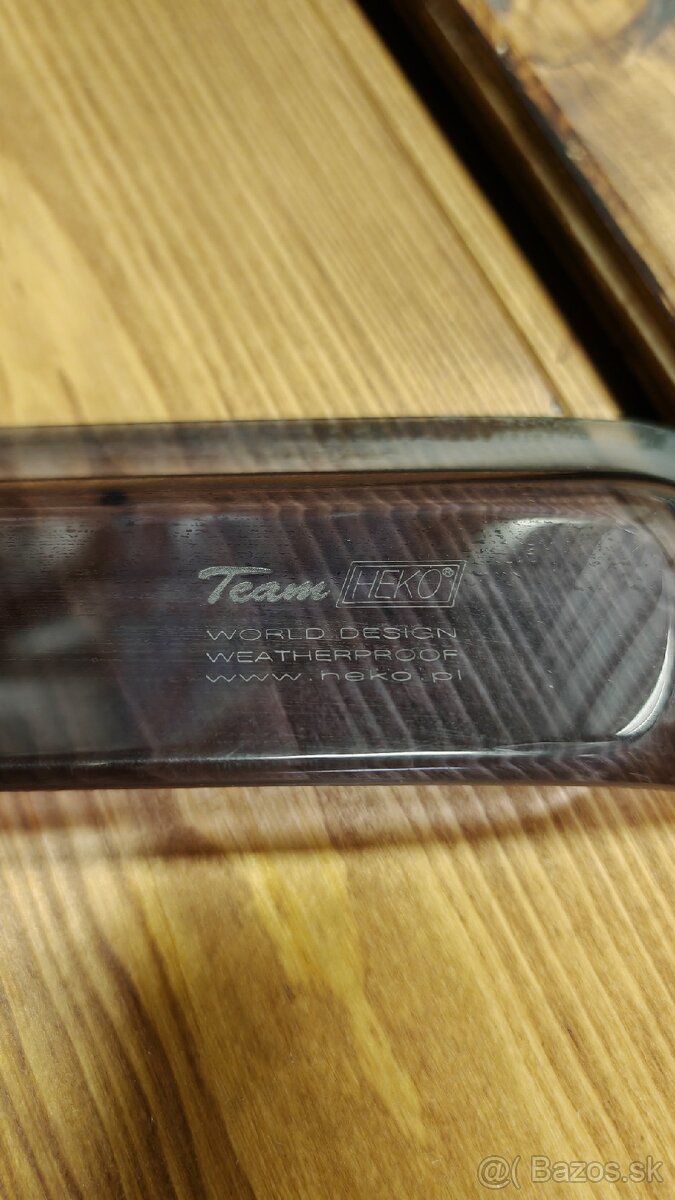 Team HEKO®
WORLD DESIGN
WEATHERPROOF
www.heko.pl
@( Bazos.sk